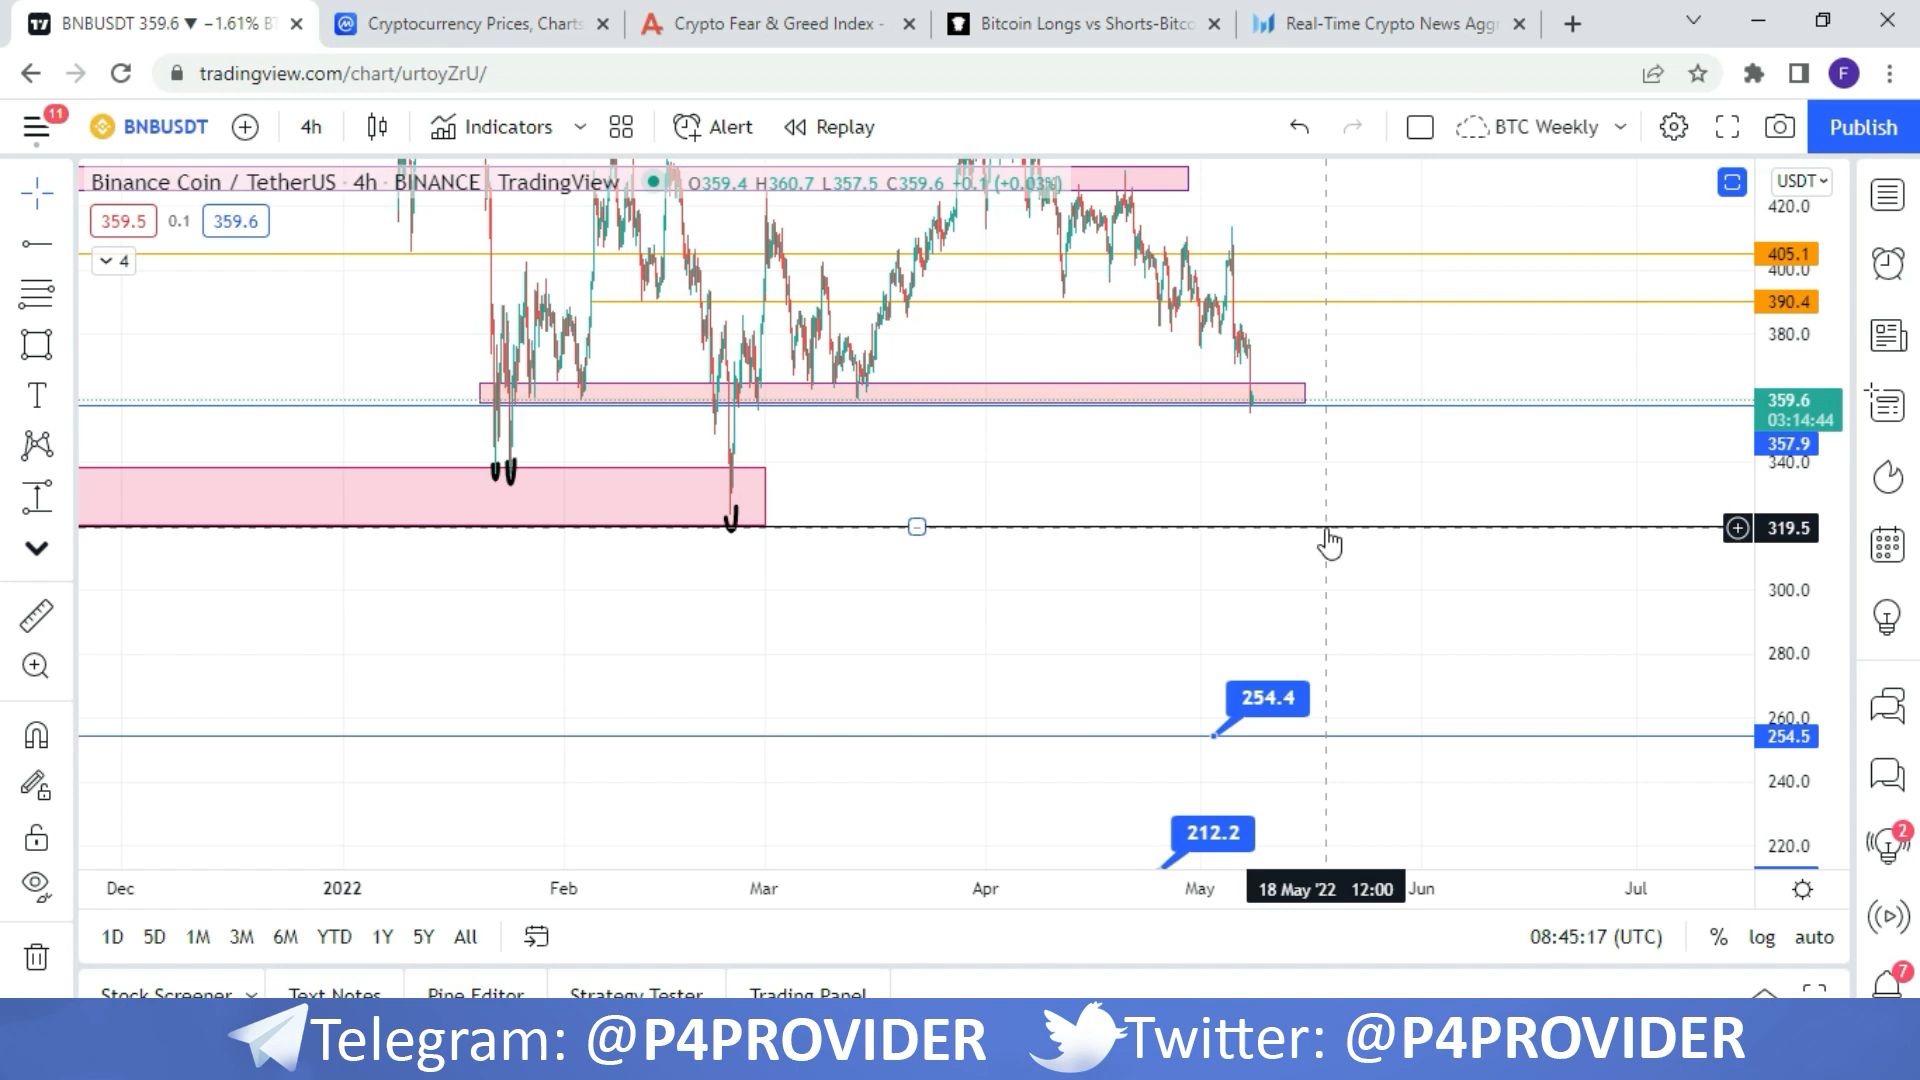 BNBUSDT 359.6 ▼ −1.61%
Cryptocurrency Prices, Charts
Crypto Fear & Greed Index -
Bitcoin Longs vs Shorts-Bitco
Real-Time Crypto News Aggr
tradingview.com/chart/urtoyZrU/
F
11
BNBUSDT
4h
Indicators
Alert
Replay
BTC Weekly
Publish
Binance Coin / TetherUS · 4h · BINANCE TradingView
O359.4 H360.7 L357.5 C359.6 +0.1 (+0.03%)
USDT
359.5
0.1
359.6
4
420.0
405.1
400.0
390.4
380.0
359.6
03:14:44
357.9
340.0
319.5
300.0
280.0
254.4
260.0
254.5
240.0
212.2
220.0
2
Dec
2022
Feb
Mar
Apr
May
18 May '22 12:00
Jun
Jul
1D
5D
1M
3M
6M
YTD
1Y
5Y
All
08:45:17 (UTC)
%
log
auto
7
Stock Screener
Text Notes
Pine Editor
Strategy Tester
Trading Panel
Telegram: @P4PROVIDER
Twitter: @P4PROVIDER